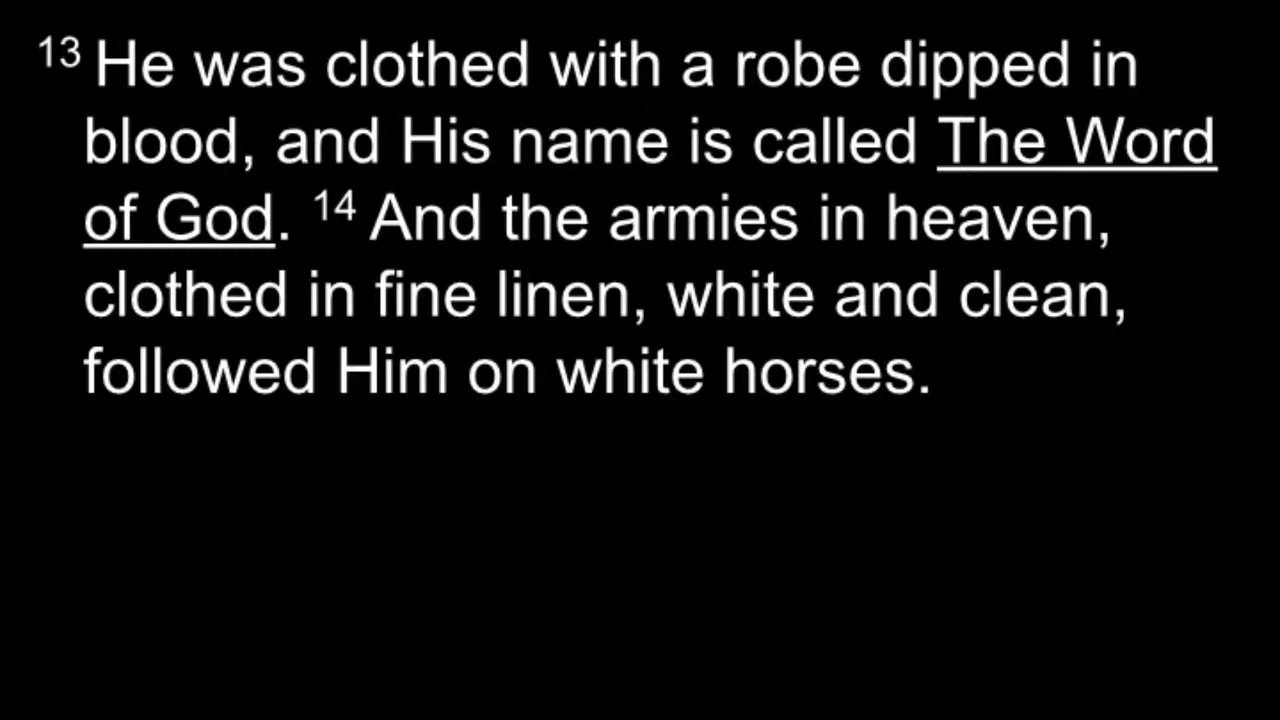 13 He was clothed with a robe dipped in
blood, and His name is called The Word
of God. 14 And the armies in heaven,
clothed in fine linen, white and clean,
followed Him on white horses.